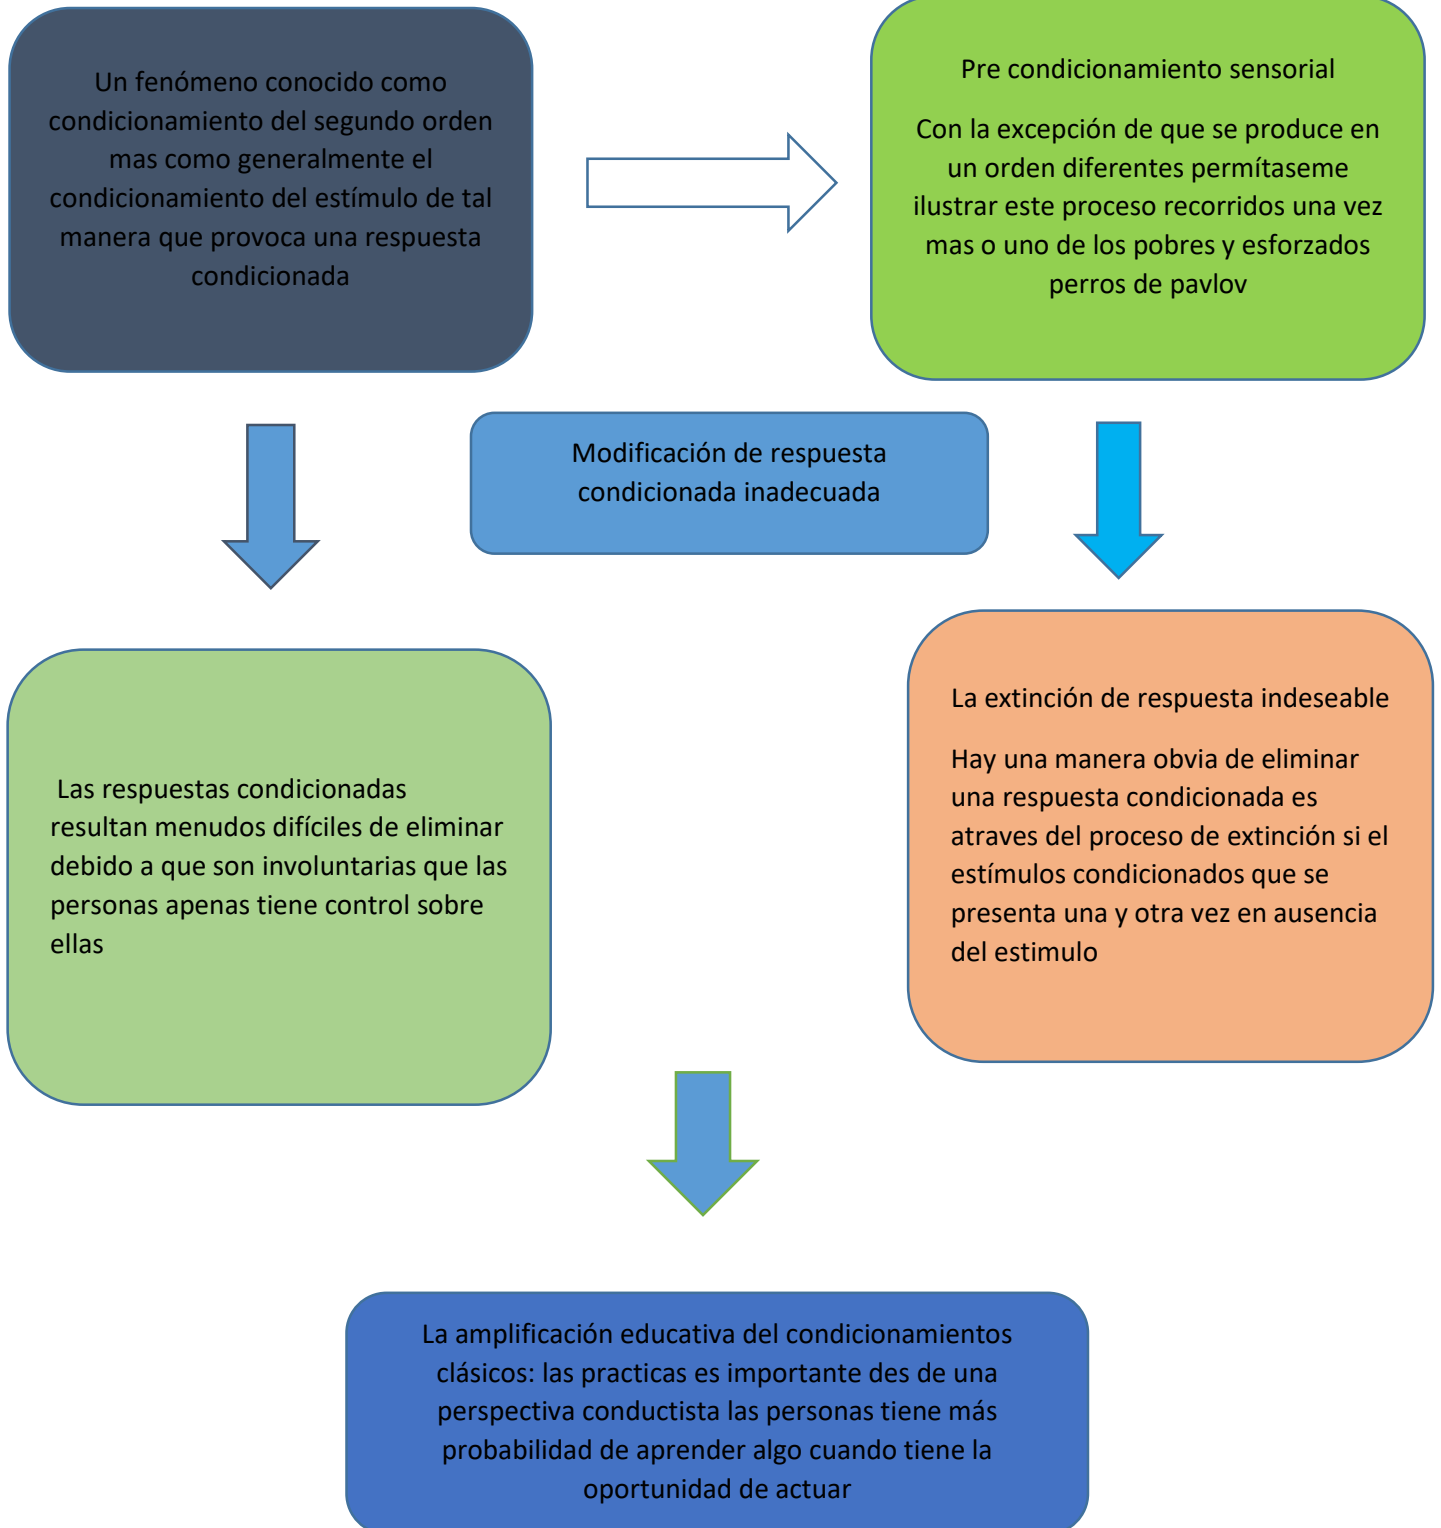 Un fenómeno conocido como
condicionamiento del segundo orden
mas como generalmente el
condicionamiento del estímulo de tal
manera que provoca una respuesta
condicionada
Pre condicionamiento sensorial
Con la excepción de que se produce en
un orden diferentes permítaseme
ilustrar este proceso recorridos una vez
mas o uno de los pobres y esforzados
perros de pavlov
Modificación de respuesta
condicionada inadecuada
Las respuestas condicionadas
resultan menudos difíciles de eliminar
debido a que son involuntarias que las
personas apenas tiene control sobre
ellas
La extinción de respuesta indeseable
Hay una manera obvia de eliminar
una respuesta condicionada es
atraves del proceso de extinción si el
estímulos condicionados que se
presenta una y otra vez en ausencia
del estimulo
La amplificación educativa del condicionamientos
clásicos: las practicas es importante des de una
perspectiva conductista las personas tiene más
probabilidad de aprender algo cuando tiene la
oportunidad de actuar